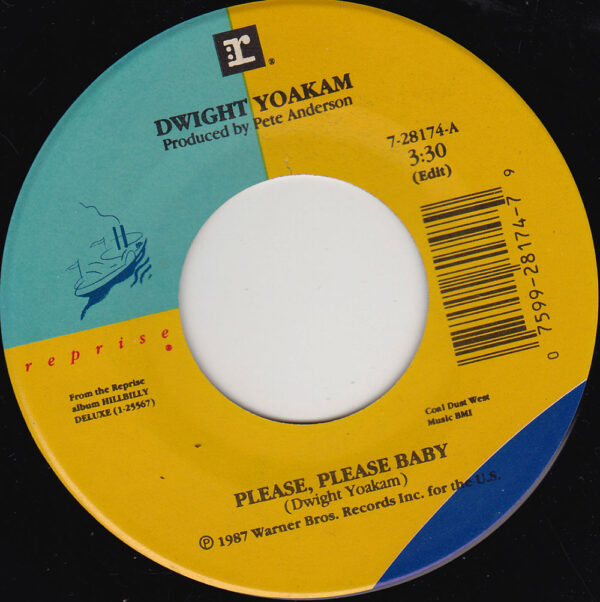 r
®
DWIGHT YOAKAM
Produced by Pete Anderson
7-28174-A
3:30
(Edit)
0 7599-28174-7 9
reprise
From the Reprise
album HILLBILLY
DELUXE (1-25567)
Coal Dust West
Music BMI
PLEASE, PLEASE BABY
(Dwight Yoakam)
℗ 1987 Warner Bros. Records Inc. for the U.S.